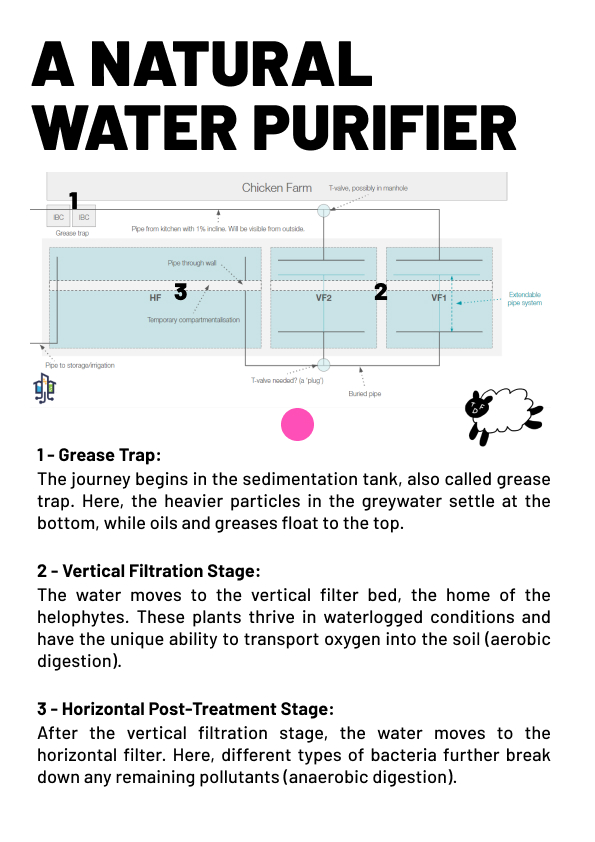 A NATURAL
WATER PURIFIER
Chicken Farm
T-valve, possibly in manhole
1
IBC
IBC
Grease trap
Pipe from kitchen with 1% incline. Will be visible from outside.
Pipe through wall
HF
3
VF2
2
VF1
Extendable
pipe system
Temporary compartmentalisation
Pipe to storage/irrigation
T-valve needed? (a 'plug')
Buried pipe
TDF
1 - Grease Trap:
The journey begins in the sedimentation tank, also called grease
trap. Here, the heavier particles in the greywater settle at the
bottom, while oils and greases float to the top.
2 - Vertical Filtration Stage:
The water moves to the vertical filter bed, the home of the
helophytes. These plants thrive in waterlogged conditions and
have the unique ability to transport oxygen into the soil (aerobic
digestion).
3 - Horizontal Post-Treatment Stage:
After the vertical filtration stage, the water moves to the
horizontal filter. Here, different types of bacteria further break
down any remaining pollutants (anaerobic digestion).